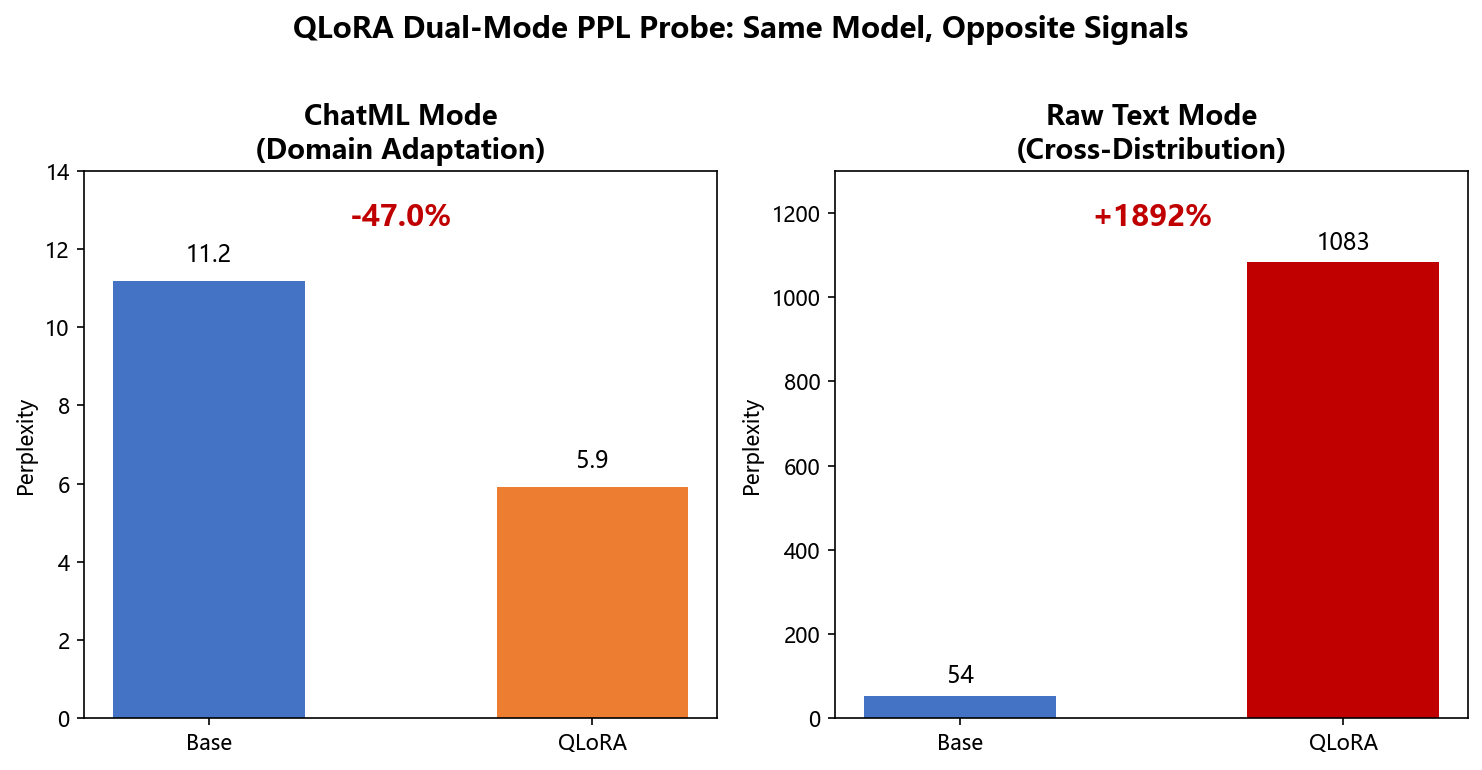 QLoRA Dual-Mode PPL Probe: Same Model, Opposite Signals
ChatML Mode
(Domain Adaptation)
14
12
10
8
6
4
2
0
Perplexity
-47.0%
11.2
5.9
Base
QLoRA
Raw Text Mode
(Cross-Distribution)
1200
1000
800
600
400
200
0
Perplexity
+1892%
54
1083
Base
QLoRA